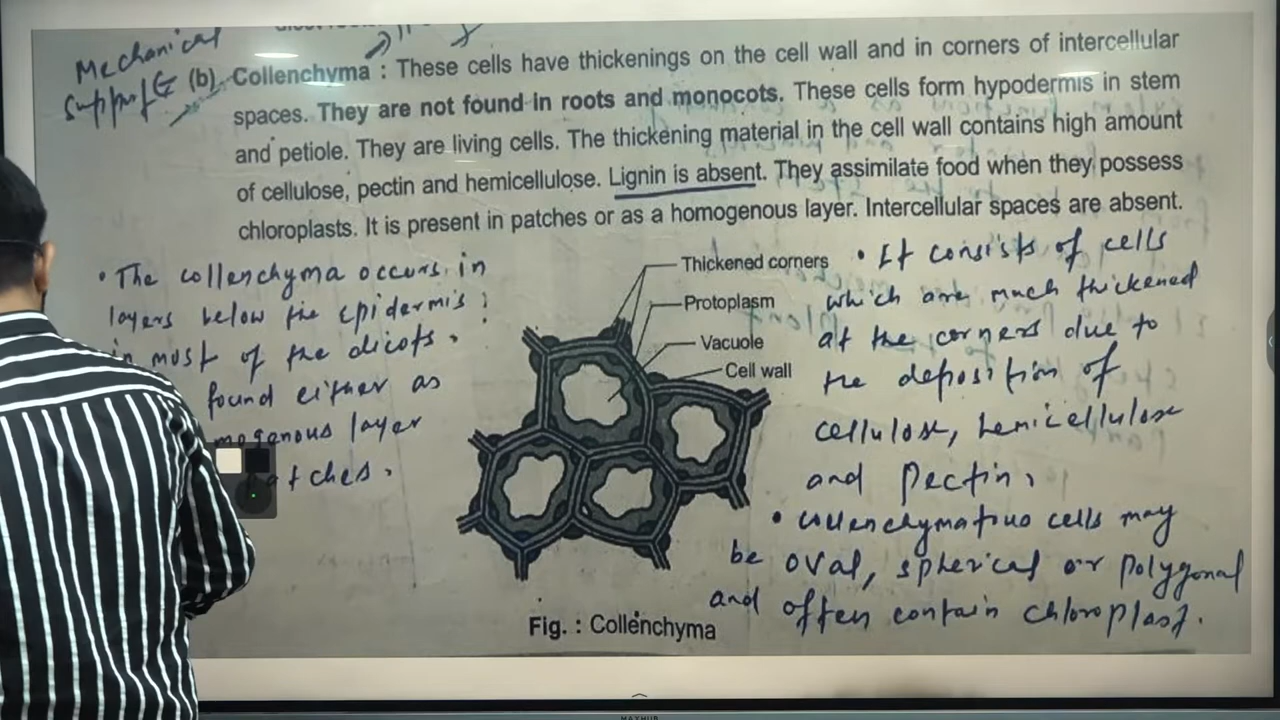 Mechanical
support
(b) Collenchyma : These cells have thickenings on the cell wall and in corners of intercellular
spaces. They are not found in roots and monocots. These cells form hypodermis in stem
and petiole. They are living cells. The thickening material in the cell wall contains high amount
of cellulose, pectin and hemicellulose. Lignin is absent. They assimilate food when they possess
chloroplasts. It is present in patches or as a homogenous layer. Intercellular spaces are absent.
• The collenchyma occurs in
layers below the epidermis
in most of the dicots.
found either as
mogenous layer
atches.
Thickened corners
Protoplasm
Vacuole
Cell wall
• It consists of cells
which are much thickened
at the corners due to
the deposition of
cellulose, hemicellulose
and pectin.
• collenchymatous cells may
be oval, spherical or polygonal
and often contain chloroplast.
Fig. : Collenchyma
MAXHUB